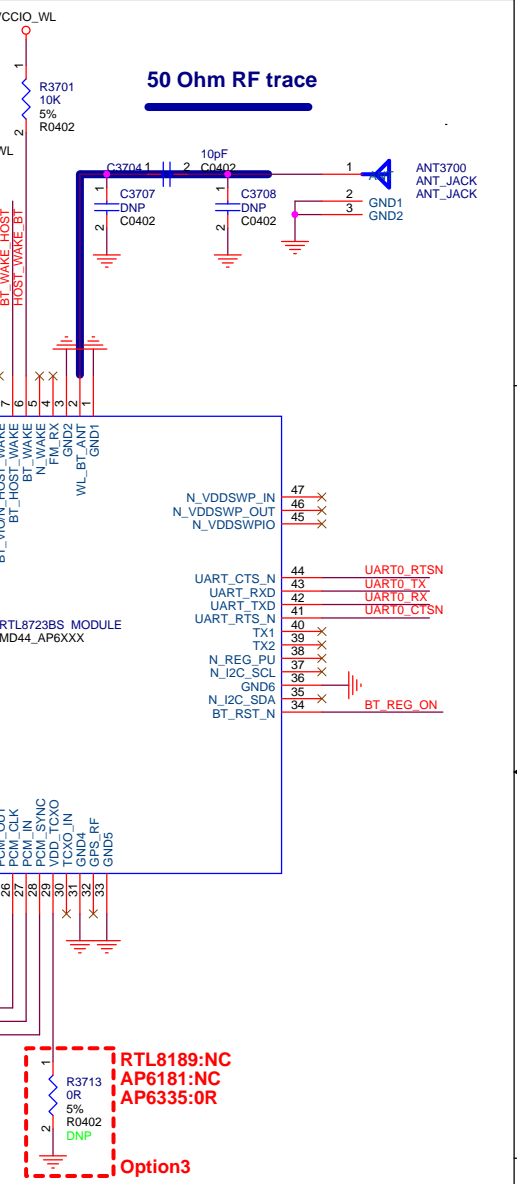 VCCIO_WL
1
R3701
10K
5%
R0402
2
WL
50 Ohm RF trace
10pF
C3704 1 2 C0402
1
C3707
DNP
C0402
2
1
C3708
DNP
C0402
2
1
ANT3700
ANT_JACK
ANT_JACK
2 GND1
3 GND2
BT_WAKE_HOST
HOST_WAKE_BT
7 6 5 4 3 2 1
BT_HOST_WAKE
BT_WAKE
N_WAKE
FM_RX
GND2
WL_BT_ANT
GND1
N_VDDSWP_IN 47
N_VDDSWP_OUT 46
N_VDDSWPIO 45
UART_CTS_N 44 UART0_RTSN
UART_RXD 43 UART0_TX
UART_TXD 42 UART0_RX
UART_RTS_N 41 UART0_CTSN
RTL8723BS MODULE
MD44_AP6XXX
TX1 40
TX2 39
N_REG_PU 38
N_I2C_SCL 37
GND6 36
N_I2C_SDA 35
BT_RST_N 34 BT_REG_ON
PCM_OUT
PCM_CLK
PCM_IN
PCM_SYNC
VDD_TCXO
TCXO_IN
GND4
GPS_RF
GND5
26 27 28 29 30 31 32 33
1
R3713
0R
5%
R0402
DNP
2
RTL8189:NC
AP6181:NC
AP6335:0R
Option3